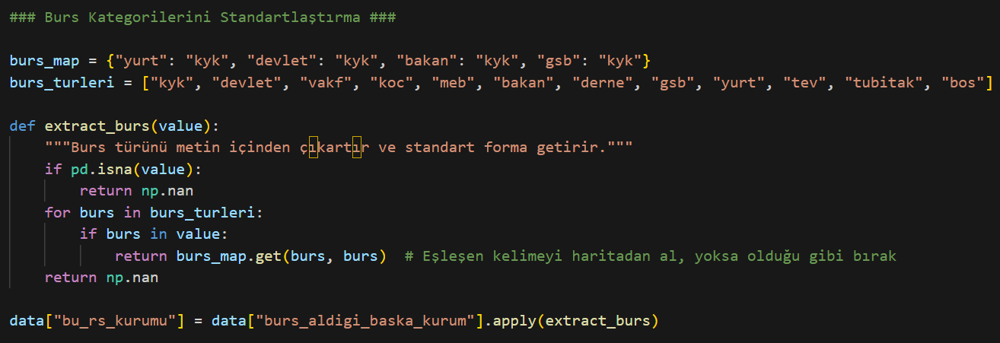 ### Burs Kategorilerini Standartlaştırma ###
burs_map = {"yurt": "kyk", "devlet": "kyk", "bakan": "kyk", "gsb": "kyk"}
burs_turleri = ["kyk", "devlet", "vakf", "koc", "meb", "bakan", "derne", "gsb", "yurt", "tev", "tubitak", "bos"]
def extract_burs(value):
    """Burs türünü metin içinden çıkartır ve standart forma getirir."""
    if pd.isna(value):
        return np.nan
    for burs in burs_turleri:
        if burs in value:
            return burs_map.get(burs, burs)  # Eşleşen kelimeyi haritadan al, yoksa olduğu gibi bırak
    return np.nan
data["bu_rs_kurumu"] = data["burs_aldigi_baska_kurum"].apply(extract_burs)